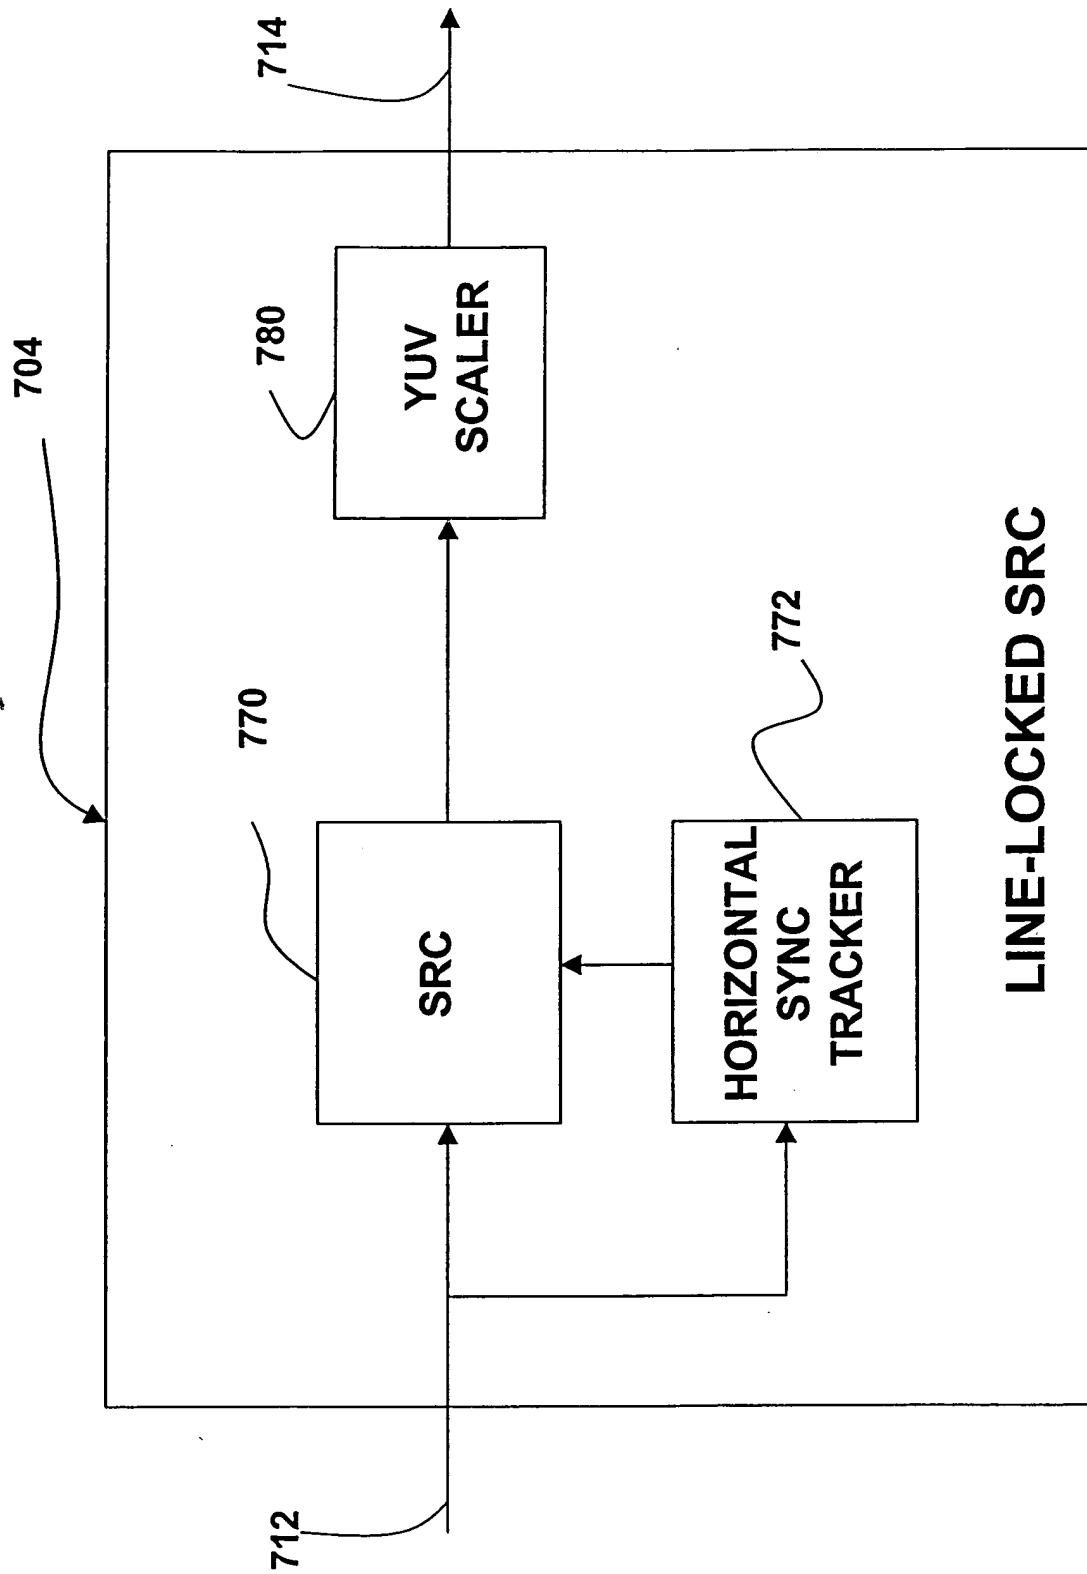 704
714
780
YUV
SCALER
770
SRC
772
HORIZONTAL
SYNC
TRACKER
712
LINE-LOCKED SRC